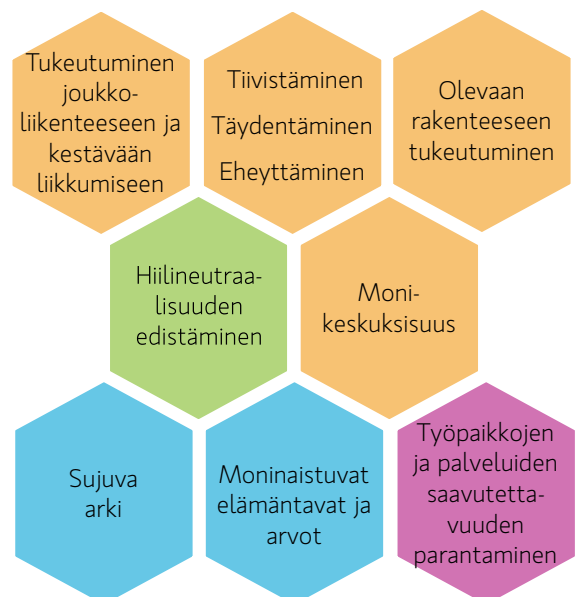 Tukeutuminen
joukko-
liikenteeseen ja
kestävään
liikkumiseen
Tiivistäminen
Täydentäminen
Eheyttäminen
Olevaan
rakenteeseen
tukeutuminen
Hiilineutraa-
lisuuden
edistäminen
Moni-
keskuksisuus
Sujuva
arki
Moninaistuvat
elämäntavat ja
arvot
Työpaikkojen
ja palveluiden
saavutetta-
vuuden
parantaminen